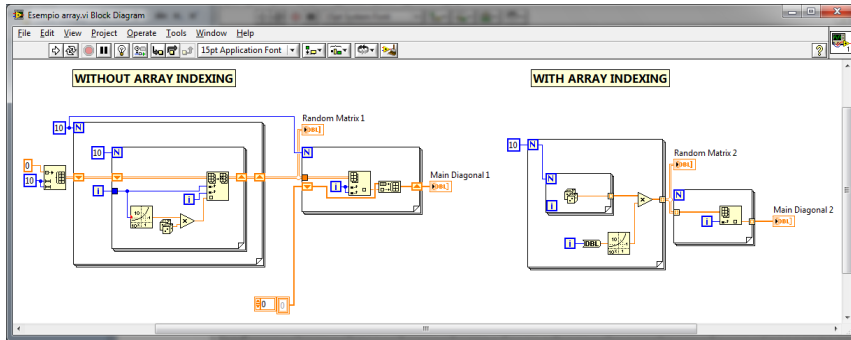 Esempio array.vi Block Diagram
File Edit View Project Operate Tools Window Help
15pt Application Font
WITHOUT ARRAY INDEXING
WITH ARRAY INDEXING
Random Matrix 1
10 N
DBL
10 N
N
10
N
Random Matrix 2
DBL
0
10
Main Diagonal 1
DBL
i
i
i
N
i
Main Diagonal 2
DBL
i
i
DBL
0 0